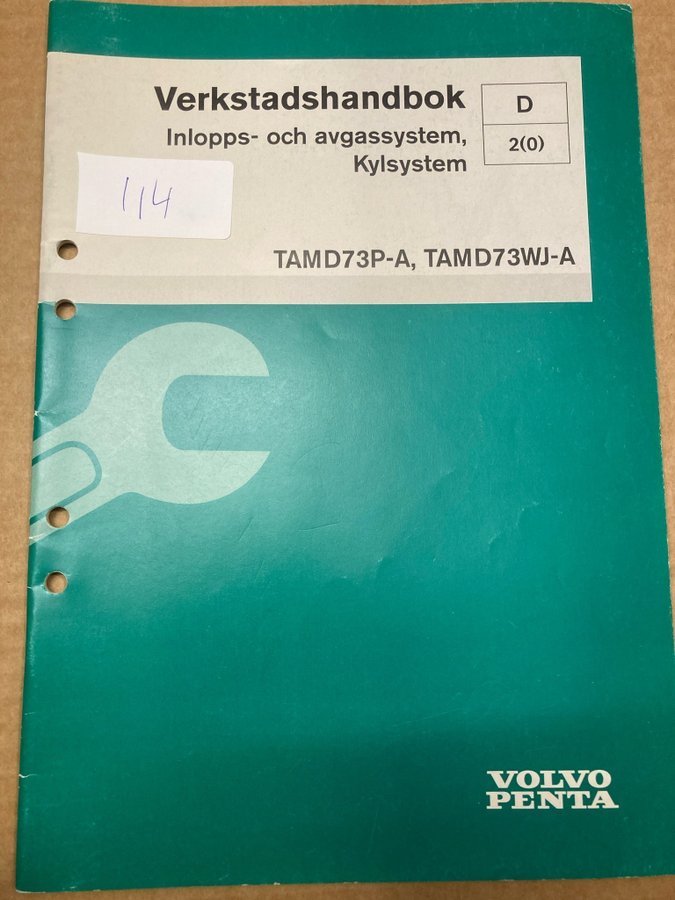 Verkstadshandbok
Inlopps- och avgassystem,
Kylsystem
D
2(0)
114
TAMD73P-A, TAMD73WJ-A
VOLVO
PENTA